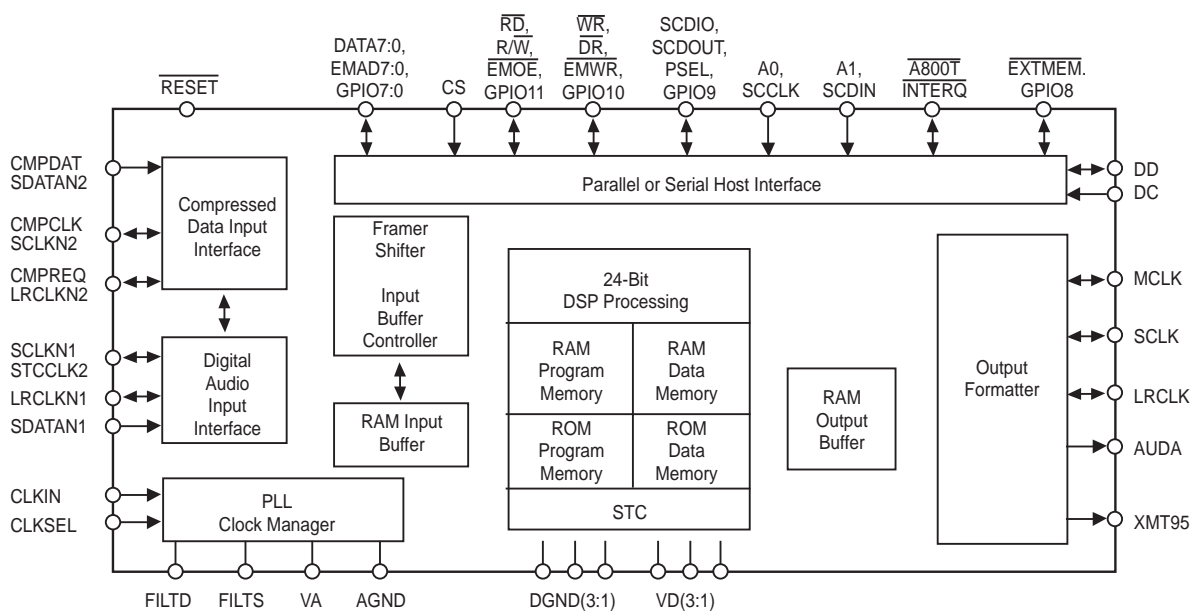 RD,
WR,
SCDIO,
DATA7:0,
R/W,
DR,
SCDOUT,
EMAD7:0,
EMOE,
EMWR,
PSEL,
A0,
A1,
A800T
EXTMEM.
RESET
GPIO7:0
CS
GPIO11
GPIO10
GPIO9
SCCLK
SCDIN
INTERQ
GPIO8
CMPDAT
SDATAN2
CMPCLK
SCLKN2
CMPREQ
LRCLKN2
SCLKN1
STCCLK2
LRCLKN1
SDATAN1
CLKIN
CLKSEL
Compressed
Data Input
Interface
Digital
Audio
Input
Interface
PLL
Clock Manager
Parallel or Serial Host Interface
Framer
Shifter
Input
Buffer
Controller
RAM Input
Buffer
24-Bit
DSP Processing
RAM
Program
Memory
RAM
Data
Memory
ROM
Program
Memory
ROM
Data
Memory
STC
RAM
Output
Buffer
Output
Formatter
DD
DC
MCLK
SCLK
LRCLK
AUDA
XMT95
FILTD
FILTS
VA
AGND
DGND(3:1)
VD(3:1)